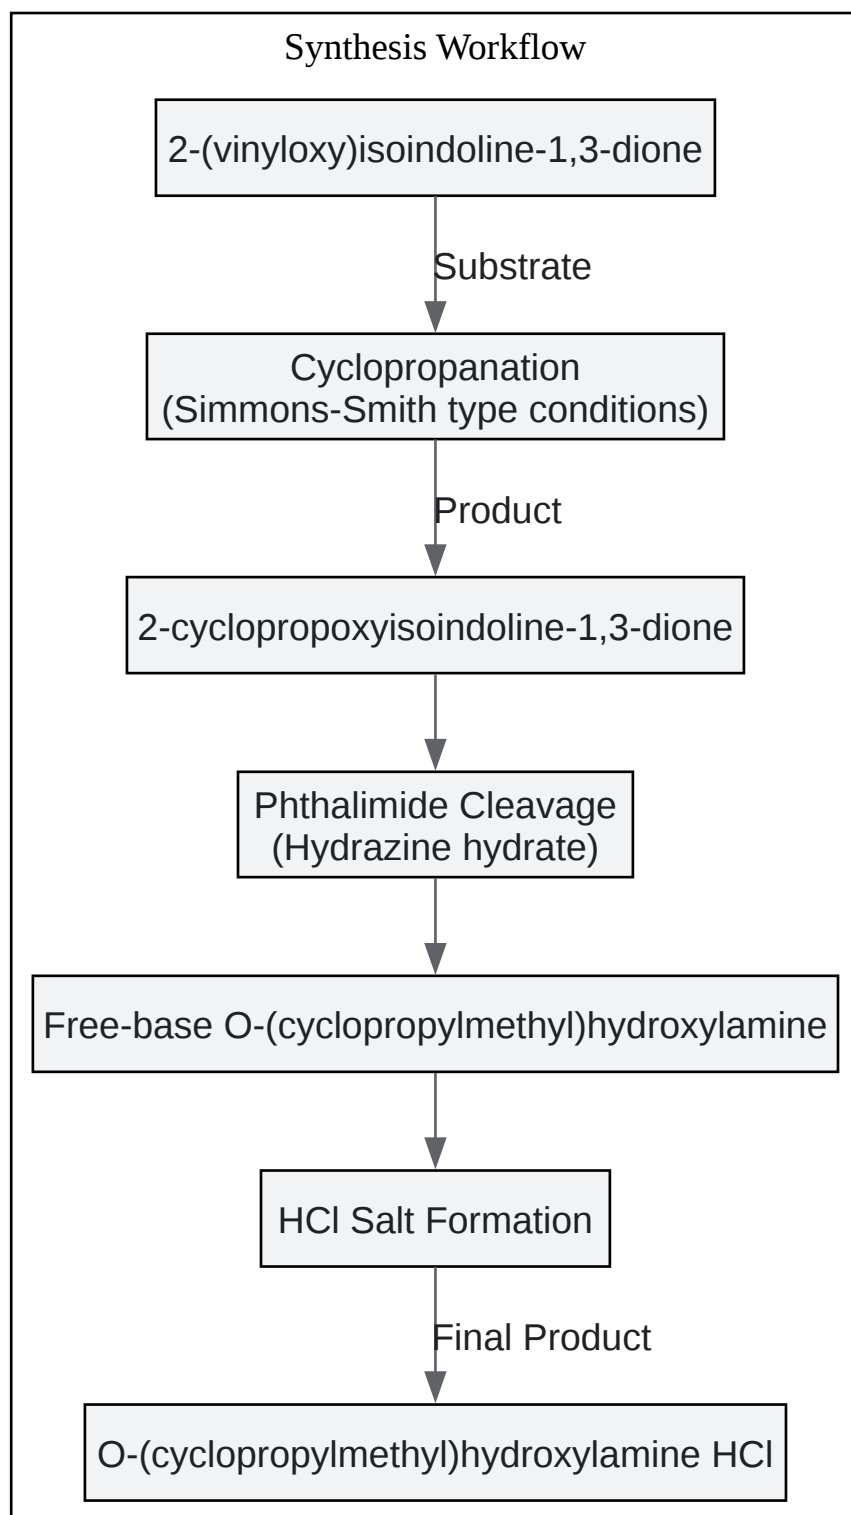 Synthesis Workflow
2-(vinyloxy)isoindoline-1,3-dione
Substrate
Cyclopropanation
(Simmons-Smith type conditions)
Product
2-cyclopropoxyisoindoline-1,3-dione
Phthalimide Cleavage
(Hydrazine hydrate)
Free-base O-(cyclopropylmethyl)hydroxylamine
HCl Salt Formation
Final Product
O-(cyclopropylmethyl)hydroxylamine HCl